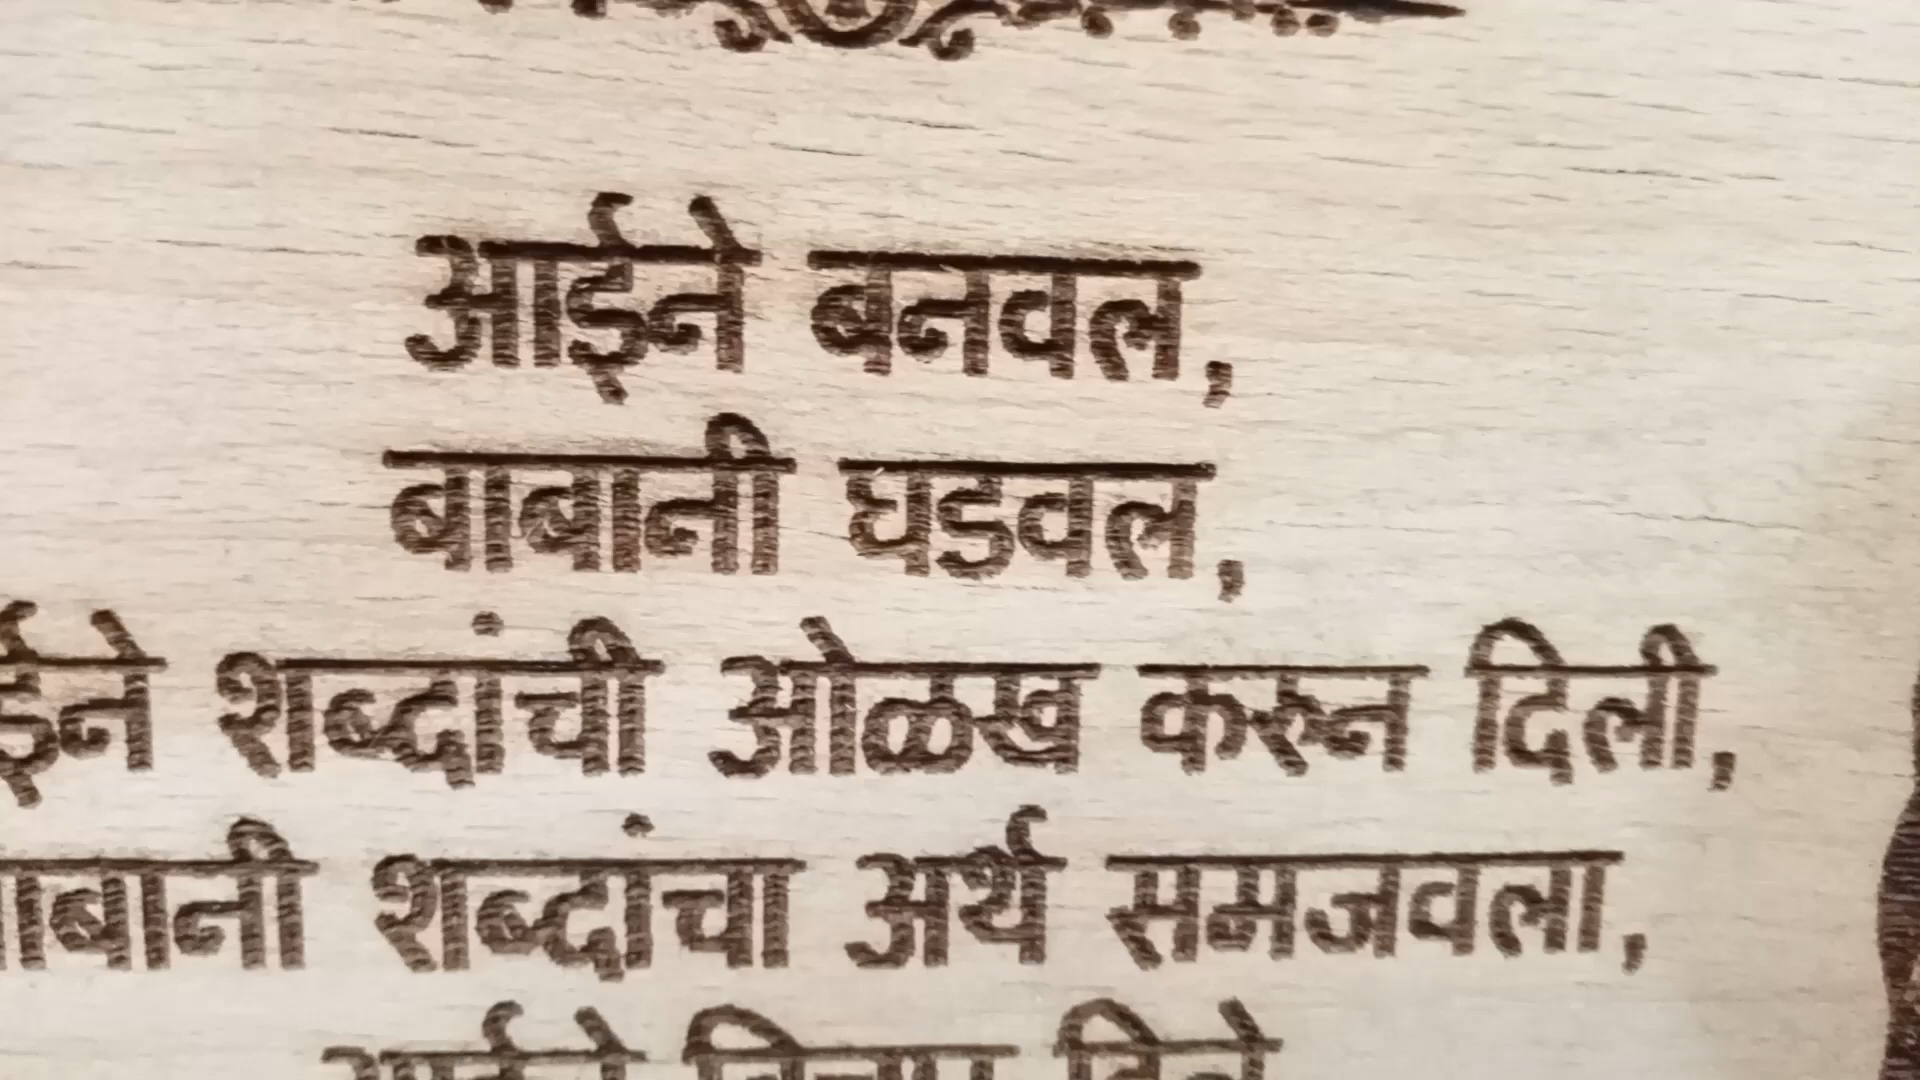 आईने बनवल,
बाबानी घडवल,
शब्दांची ओळख करून दिली,
शब्दांचा अर्थ समजवला,